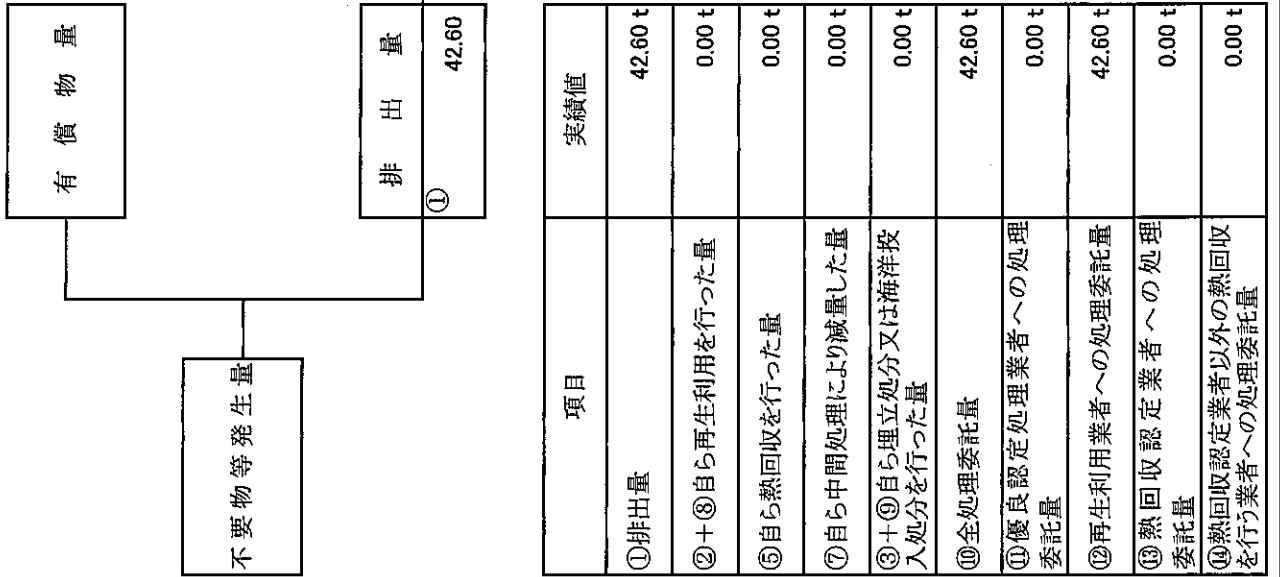 不要物等発生量
有償物量
排出量
① 42.60
項目 実績値
①排出量 42.60 t
②+⑧自ら再生利用を行った量 0.00 t
⑤自ら熱回収を行った量 0.00 t
⑦自ら中間処理により減量した量 0.00 t
③+⑨自ら埋立処分又は海洋投 0.00 t
入処分を行った量
⑩全処理委託量 42.60 t
⑪優良認定処理業者への処理 0.00 t
委託量
⑫再生利用業者への処理委託量 42.60 t
⑬熱回収認定業者への処理 0.00 t
委託量
⑭熱回収認定業者以外の熱回収 0.00 t
を行う業者への処理委託量